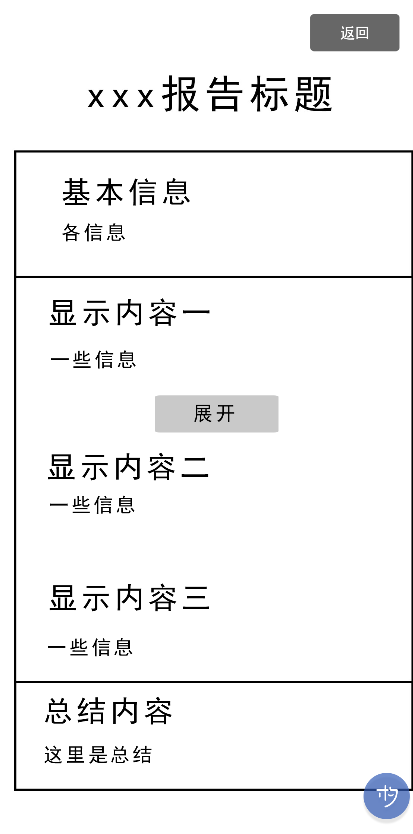 返回
xxx报告标题
基本信息
各信息
显示内容一
一些信息
展开
显示内容二
一些信息
显示内容三
一些信息
总结内容
这里是总结